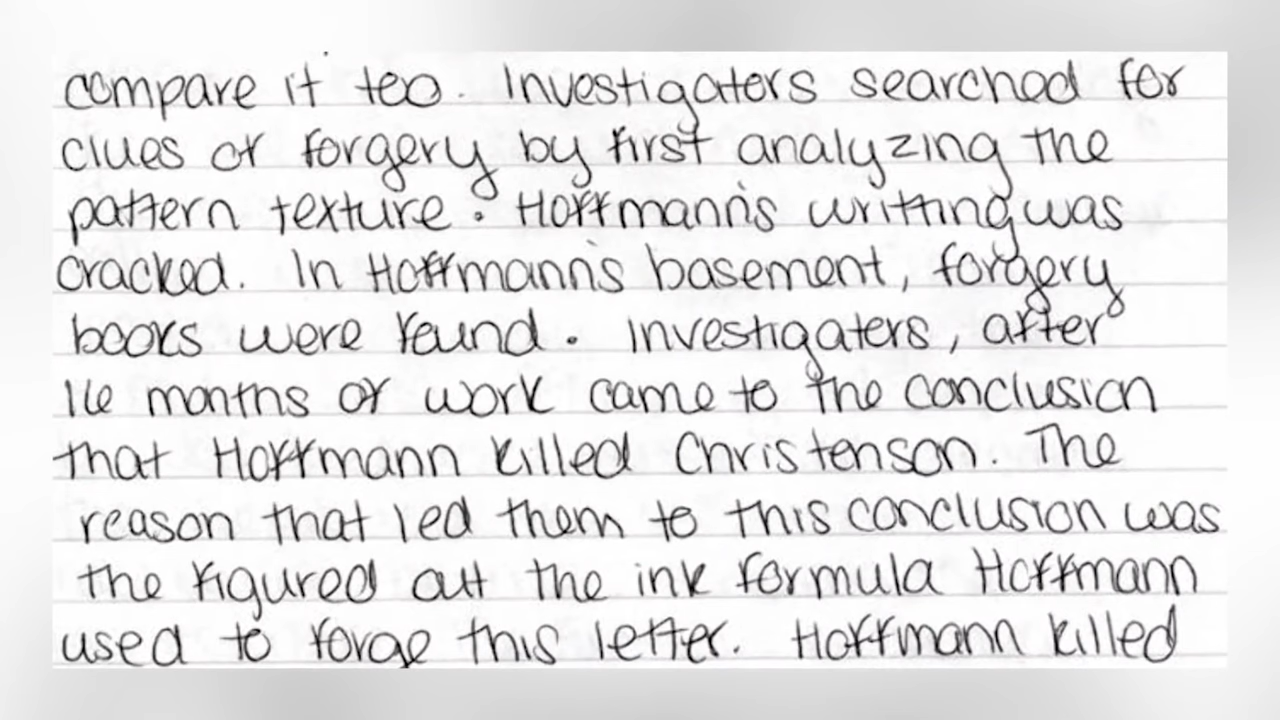 compare it too. Investigators searched for
clues of forgery by first analyzing the
pattern texture. Hoffmann's writting was
cracked. In Hoffmann's basement, forgery
books were found. Investigaters, after
16 months of work came to the conclusion
that Hoffmann killed Christenson. The
reason that led them to this conclusion was
the figured out the ink formula Hoffmann
used to forge this letter. Hoffmann killed